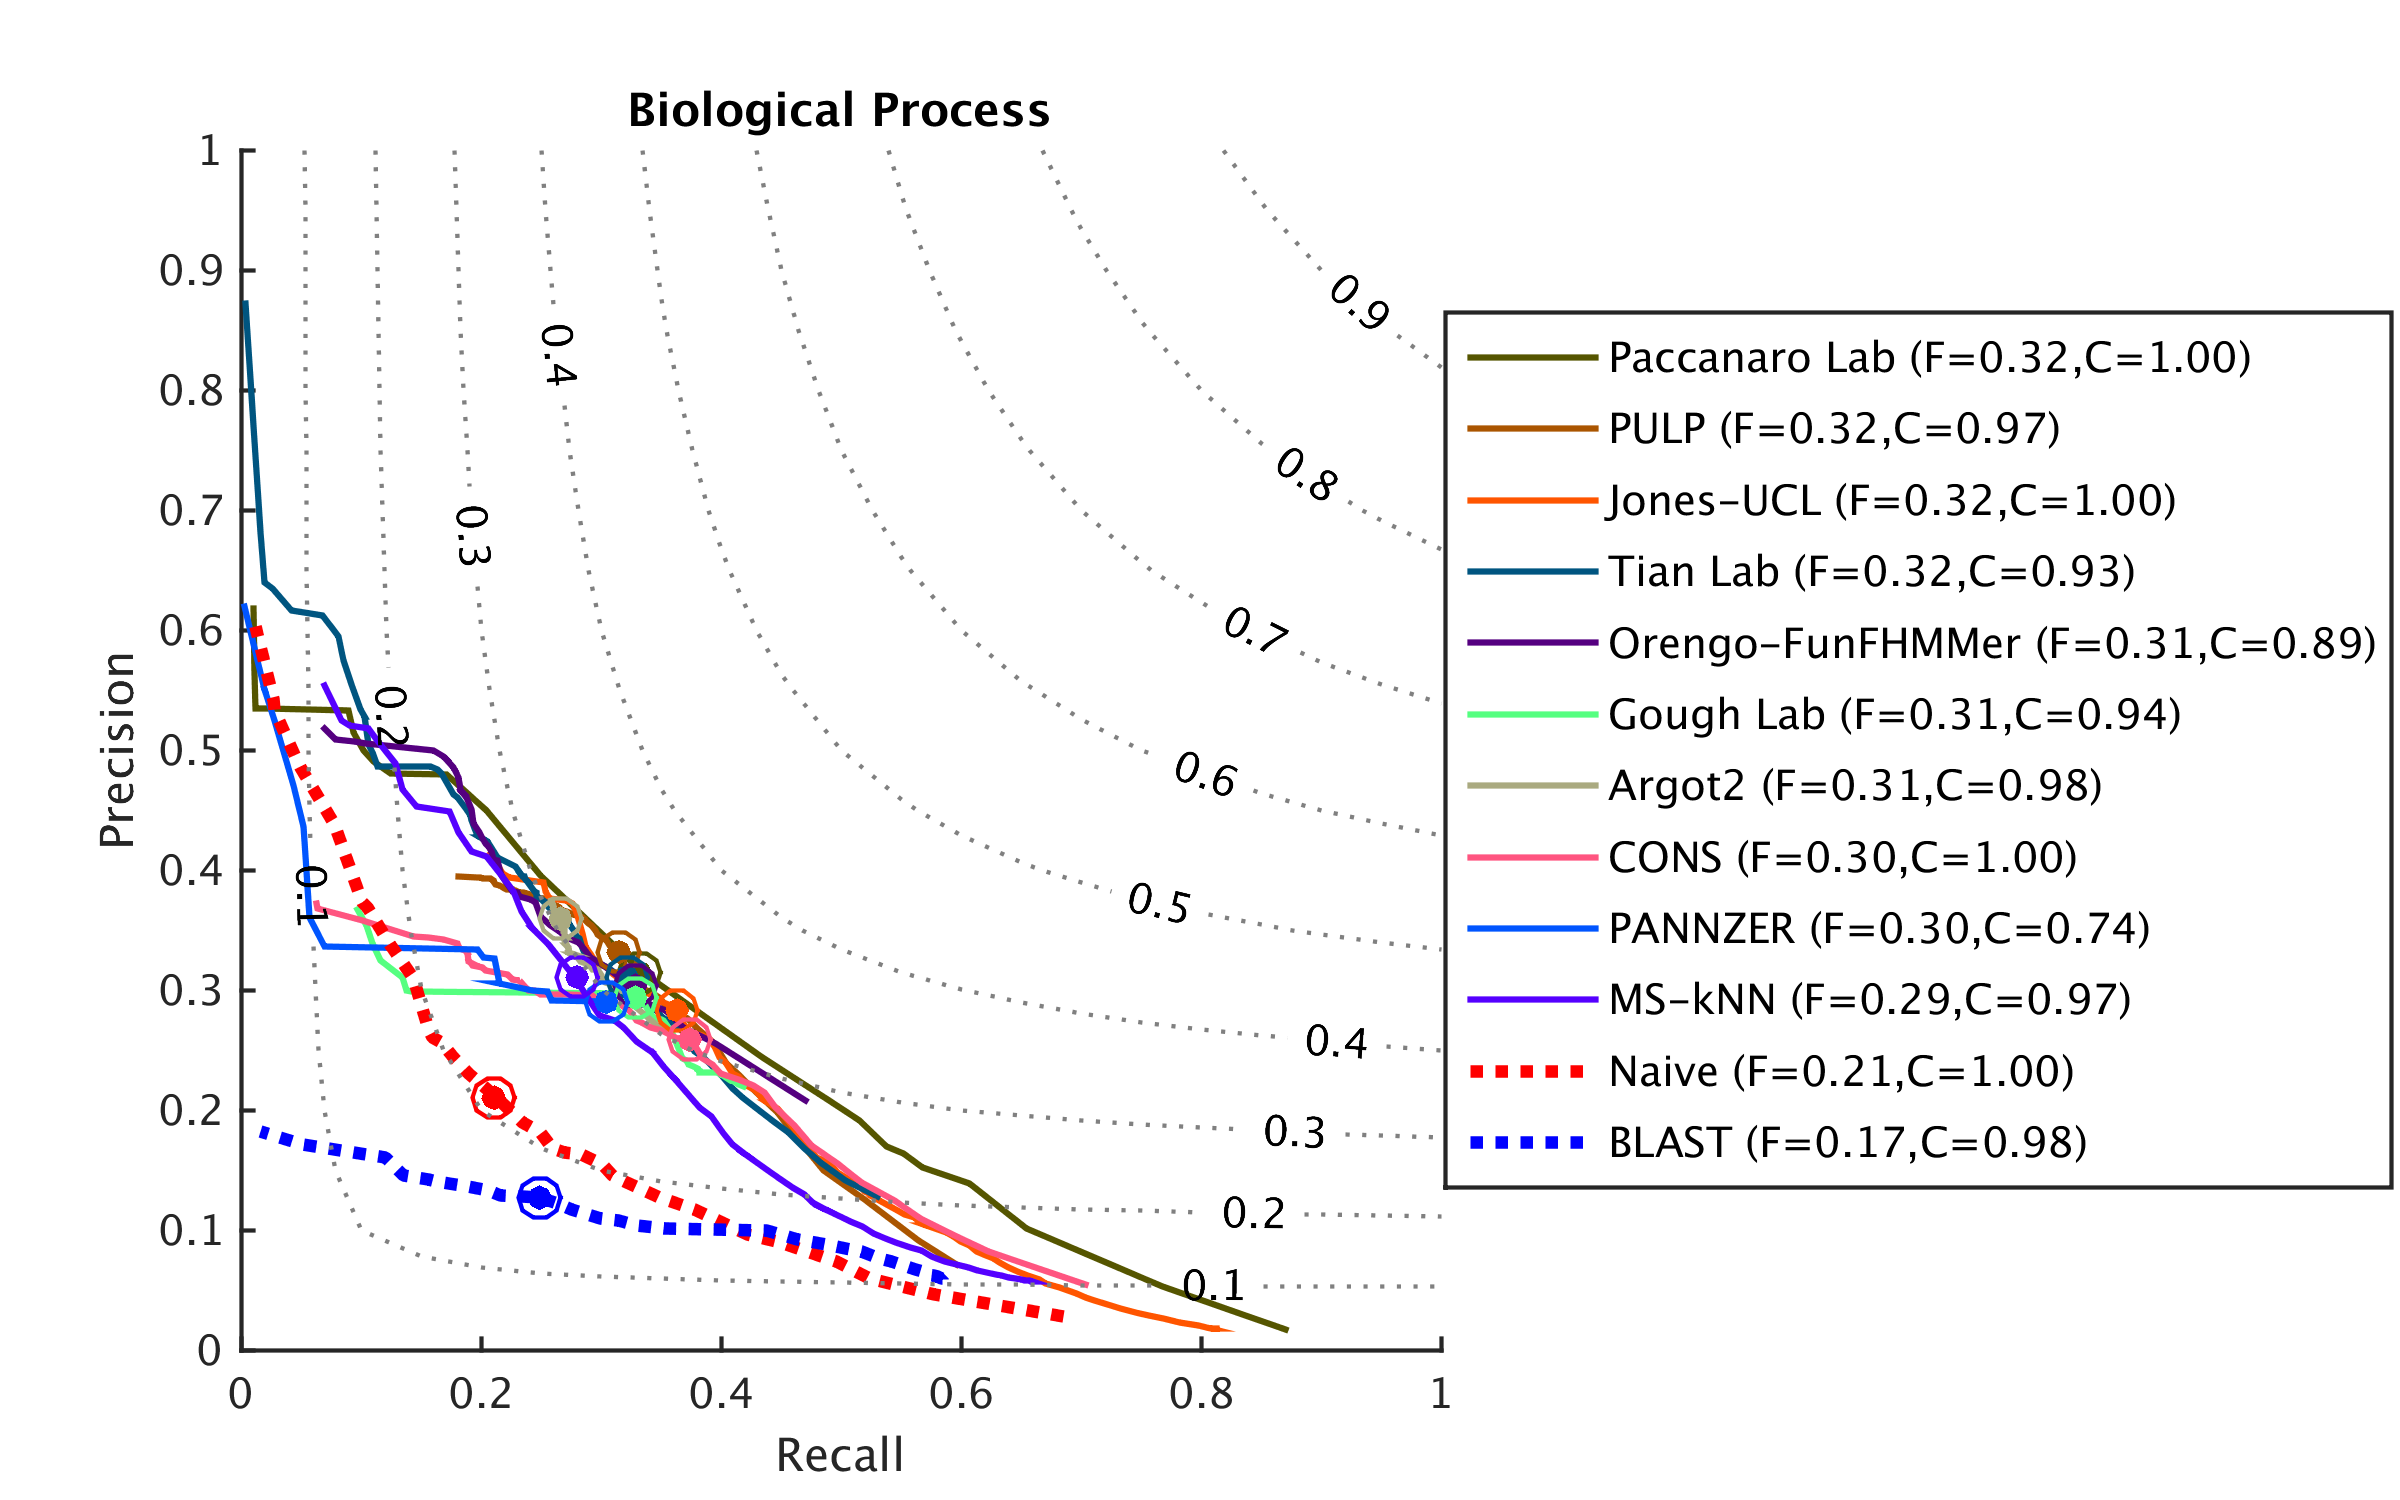 Biological Process
Precision
1
0.9
0.8
0.7
0.6
0.5
0.4
0.3
0.2
0.1
0
0
0.2
0.4
0.6
0.8
1
Recall
0.1
0.2
0.3
0.4
0.9
0.8
0.7
0.6
0.5
0.4
0.3
0.2
0.1
Paccanaro Lab (F=0.32,C=1.00)
PULP (F=0.32,C=0.97)
Jones-UCL (F=0.32,C=1.00)
Tian Lab (F=0.32,C=0.93)
Orengo-FunFHMMer (F=0.31,C=0.89)
Gough Lab (F=0.31,C=0.94)
Argot2 (F=0.31,C=0.98)
CONS (F=0.30,C=1.00)
PANNZER (F=0.30,C=0.74)
MS-kNN (F=0.29,C=0.97)
Naive (F=0.21,C=1.00)
BLAST (F=0.17,C=0.98)